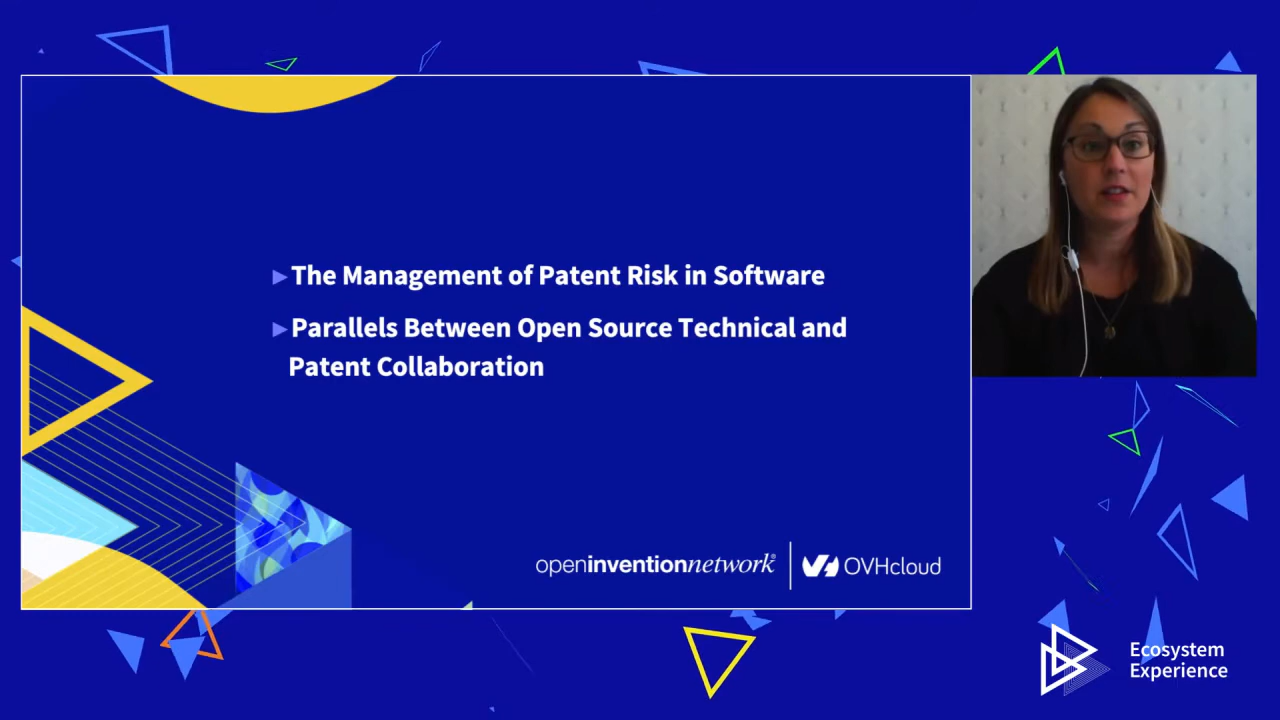 ►The Management of Patent Risk in Software
►Parallels Between Open Source Technical and
Patent Collaboration
openinventionnetwork®
OVHcloud
Ecosystem
Experience